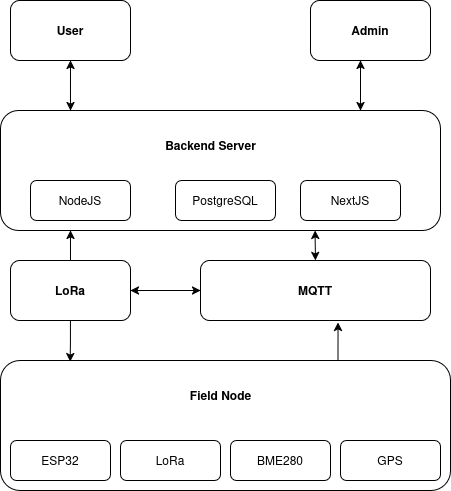 User
Admin
Backend Server
NodeJS
PostgreSQL
NextJS
LoRa
MQTT
Field Node
ESP32
LoRa
BME280
GPS